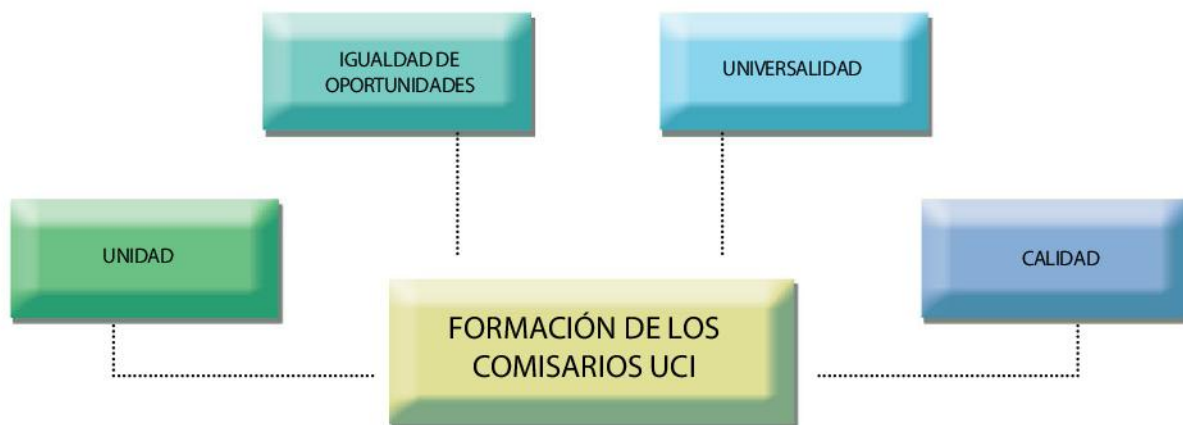 IGUALDAD DE
OPORTUNIDADES
UNIVERSALIDAD
UNIDAD
CALIDAD
FORMACIÓN DE LOS
COMISARIOS UCI